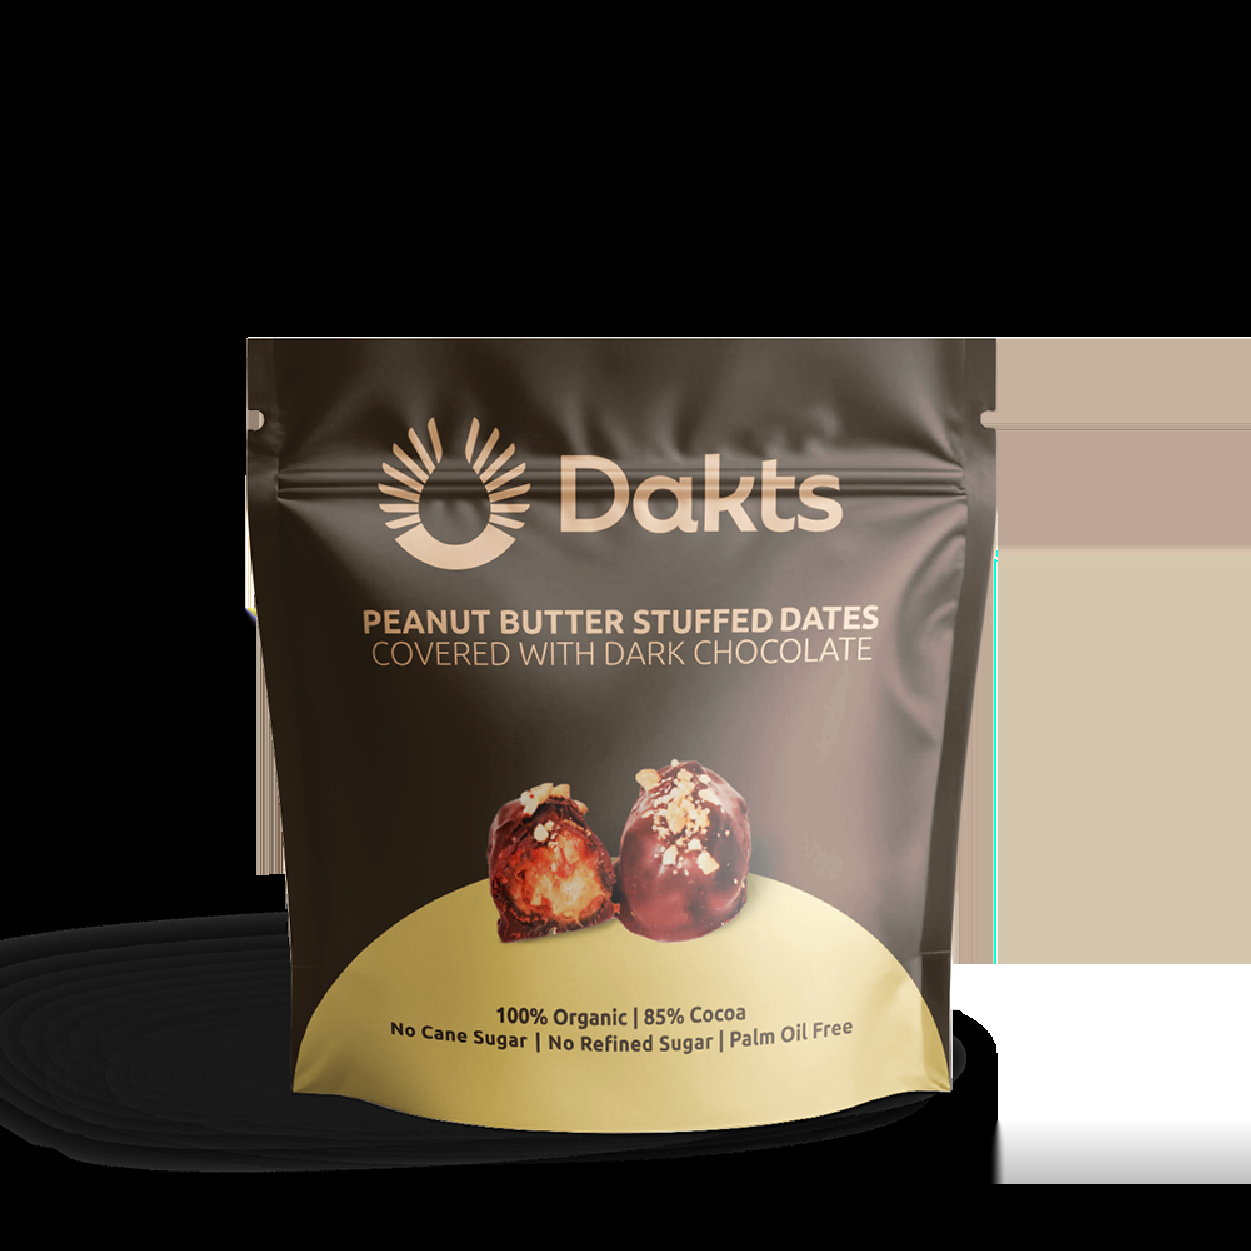 Dakts
PEANUT BUTTER STUFFED DATES
COVERED WITH DARK CHOCOLATE
100% Organic | 85% Cocoa
No Cane Sugar | No Refined Sugar | Palm Oil Free